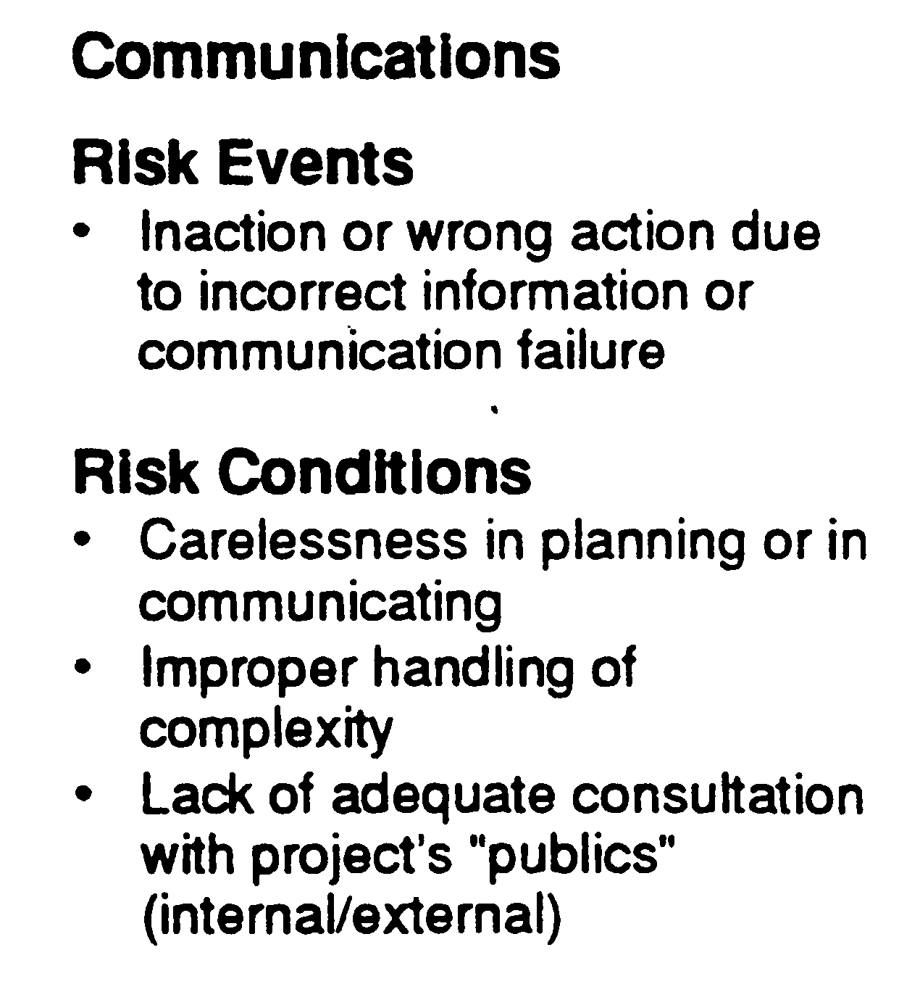 Communications
Risk Events
• Inaction or wrong action due
to incorrect information or
communication failure
Risk Conditions
• Carelessness in planning or in
communicating
• Improper handling of
complexity
• Lack of adequate consultation
with project's "publics"
(internal/external)